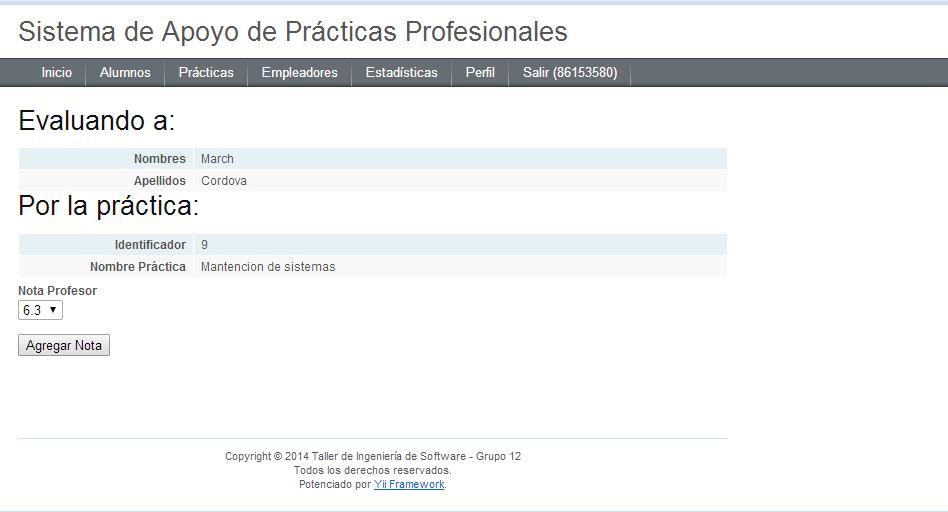 Sistema de Apoyo de Prácticas Profesionales
Inicio Alumnos Prácticas Empleadores Estadísticas Perfil Salir (86153580)
Evaluando a:
Nombres March
Apellidos Cordova
Por la práctica:
Identificador 9
Nombre Práctica Mantencion de sistemas
Nota Profesor
6.3
Agregar Nota
Copyright © 2014 Taller de Ingeniería de Software - Grupo 12
Todos los derechos reservados.
Potenciado por Yii Framework.